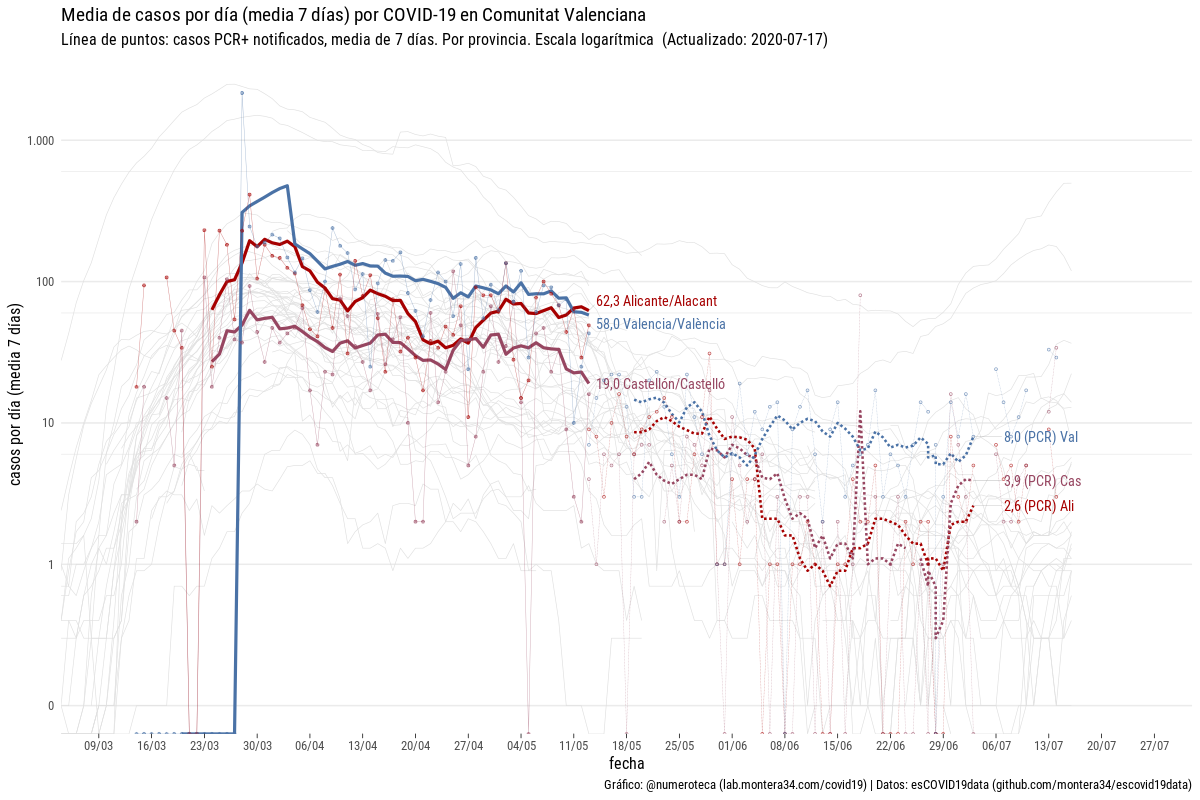 Media de casos por día (media 7 días) por COVID-19 en Comunitat Valenciana
Línea de puntos: casos PCR+ notificados, media de 7 días. Por provincia. Escala logarítmica (Actualizado: 2020-07-17)
casos por día (media 7 días)
1.000
100
10
1
0
62,3 Alicante/Alacant
58,0 Valencia/València
19,0 Castellón/Castelló
8,0 (PCR) Val
3,9 (PCR) Cas
2,6 (PCR) Ali
09/03 16/03 23/03 30/03 06/04 13/04 20/04 27/04 04/05 11/05 18/05 25/05 01/06 08/06 15/06 22/06 29/06 06/07 13/07 20/07 27/07
fecha
Gráfico: @numeroteca (lab.montera34.com/covid19) | Datos: esCOVID19data (github.com/montera34/escovid19data)